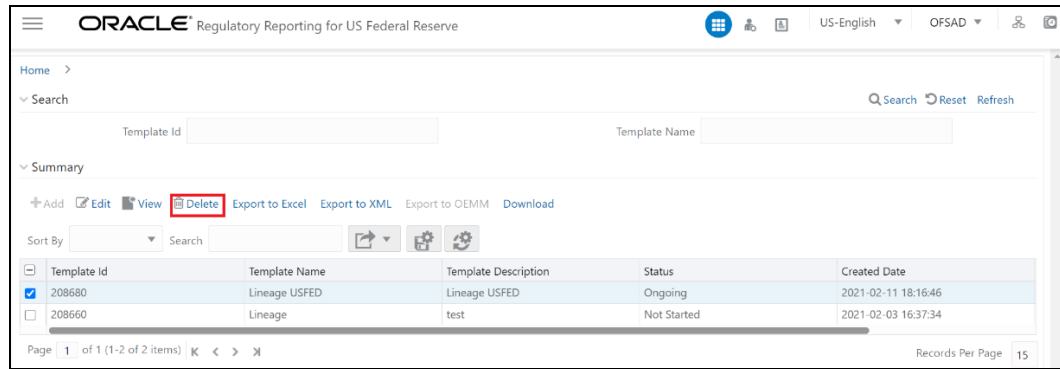 ORACLE® Regulatory Reporting for US Federal Reserve US-English OFSAD
Home >
Search Search Reset Refresh
Template Id Template Name
Summary
Add Edit View Delete Export to Excel Export to XML Export to OEMM Download
Sort By Search
Template Id Template Name Template Description Status Created Date
208680 Lineage USFED Lineage USFED Ongoing 2021-02-11 18:16:46
208660 Lineage test Not Started 2021-02-03 16:37:34
Page 1 of 1 (1-2 of 2 items) Records Per Page 15